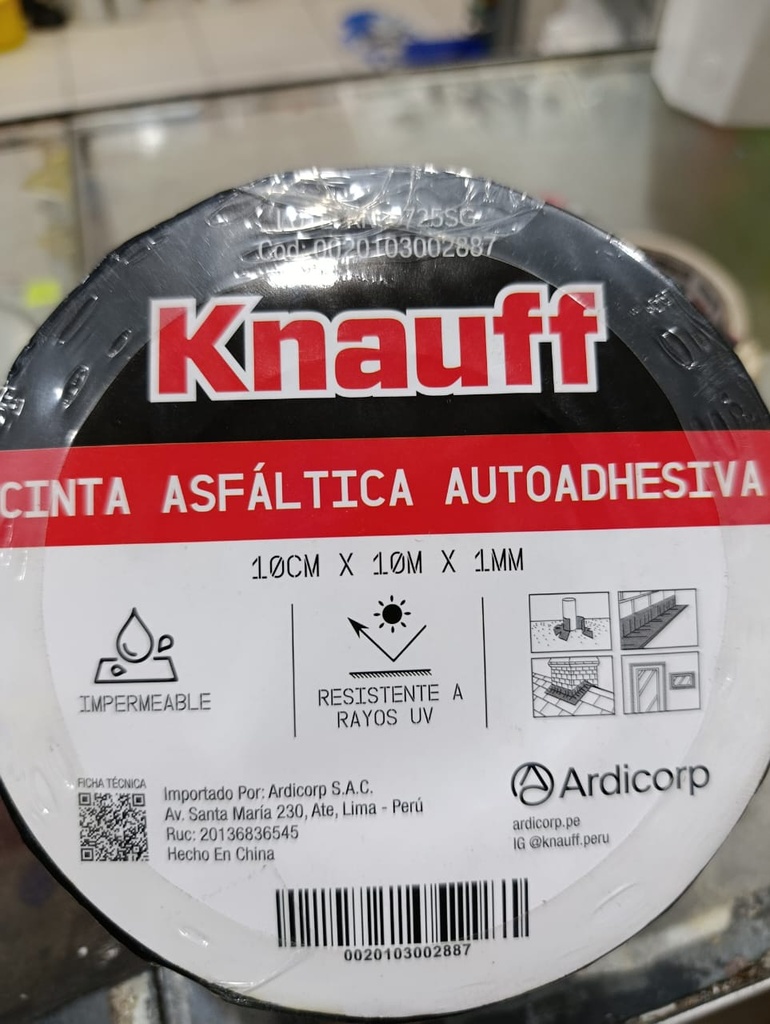 Cod: 0020103002887
Knauff
CINTA ASFÁLTICA AUTOADHESIVA
10CM X 10M X 1MM
IMPERMEABLE
RESISTENTE A
RAYOS UV
FICHA TÉCNICA
Importado Por: Ardicorp S.A.C.
Av. Santa María 230, Ate, Lima - Perú
Ruc: 20136836545
Hecho En China
Ardicorp
ardicorp.pe
IG @knauff.peru
0020103002887